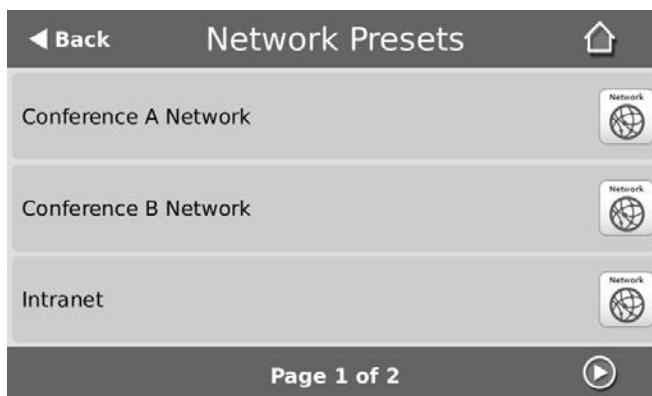 Back
Network Presets
Conference A Network
Network
Conference B Network
Network
Intranet
Network
Page 1 of 2